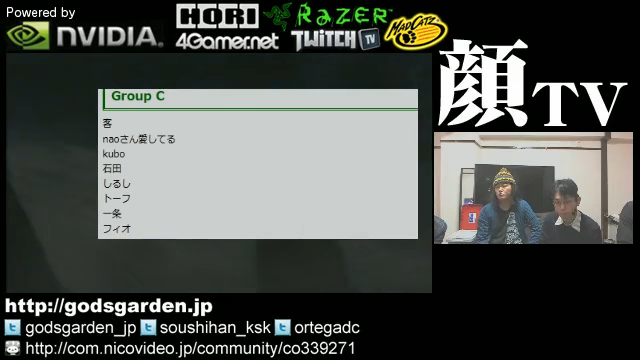 Powered by
NVIDIA.
HORI
RAZER
4Gamer.net
TWITCH TV
MAD CATZ
顔TV
Group C
客
naoさん愛してる
kubo
石田
しるし
トーフ
一条
フィオ
http://godsgarden.jp
godsgarden_jp soushihan_ksk ortegadc
http://com.nicovideo.jp/community/co339271